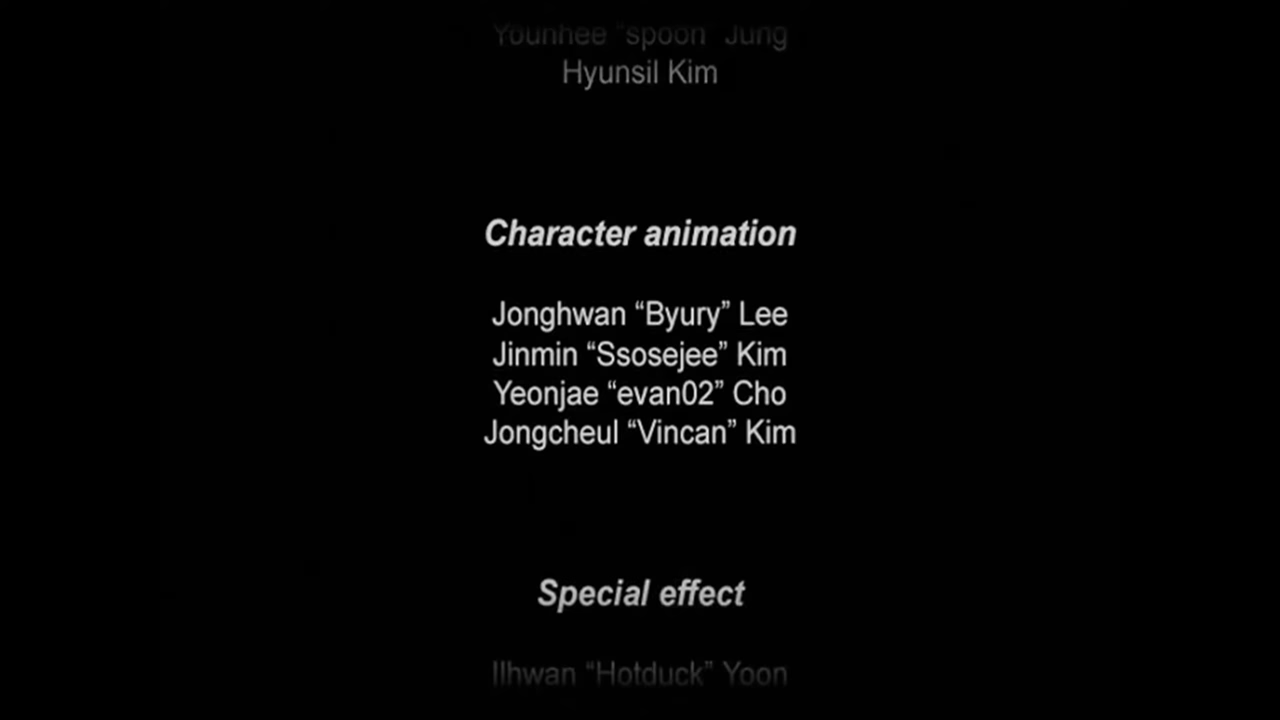 Younhee “spoon” Jung
Hyunsil Kim
Character animation
Jonghwan “Byury” Lee
Jinmin “Ssosejee” Kim
Yeonjae “evan02” Cho
Jongcheul “Vincan” Kim
Special effect
Ilhwan “Hotduck” Yoon